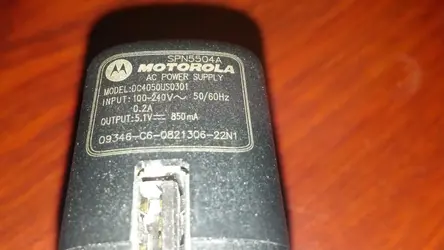 SPN5504A
MOTOROLA
AC POWER SUPPLY
MODEL:DC4050US0301
INPUT: 100-240V~ 50/60Hz
0.2A
OUTPUT: 5.1V⎓ 850mA
09346-C6-0821306-22N1